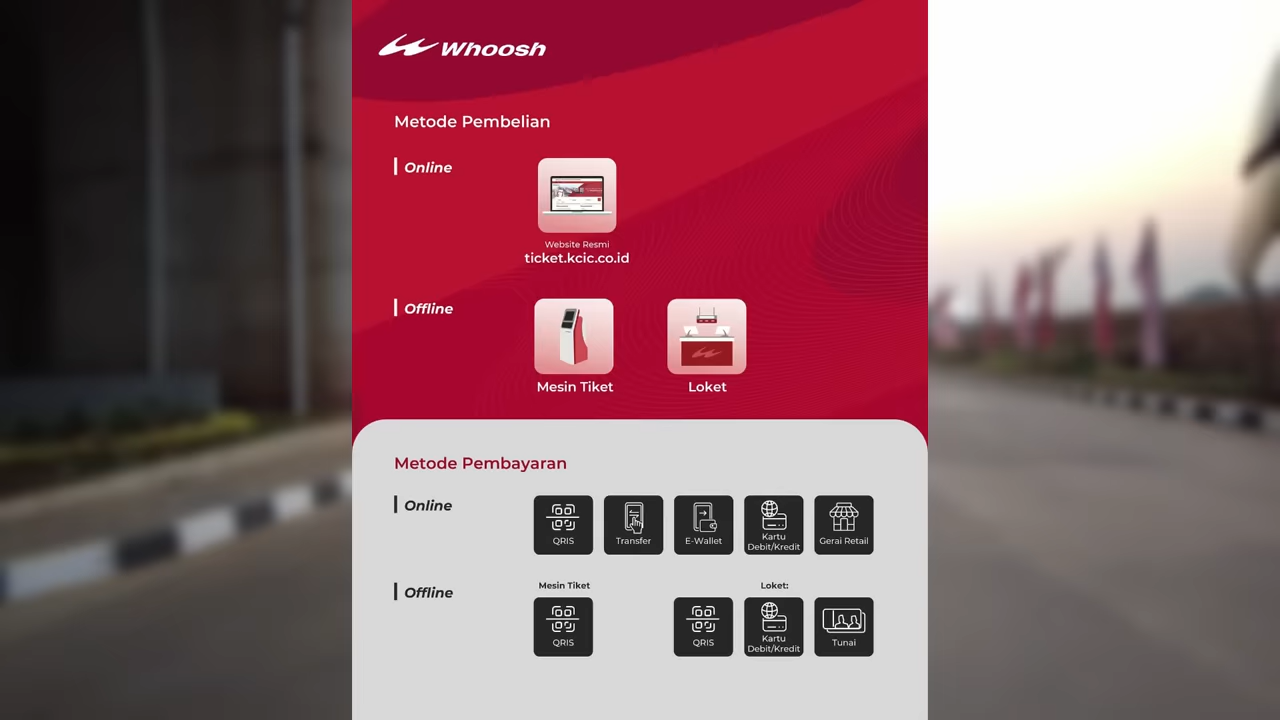 Whoosh
Metode Pembelian
Online
Website Resmi
ticket.kcic.co.id
Offline
Mesin Tiket
Loket
Metode Pembayaran
Online
QRIS
Transfer
E-Wallet
Kartu
Debit/Kredit
Gerai Retail
Offline
Mesin Tiket
QRIS
Loket:
QRIS
Kartu
Debit/Kredit
Tunai